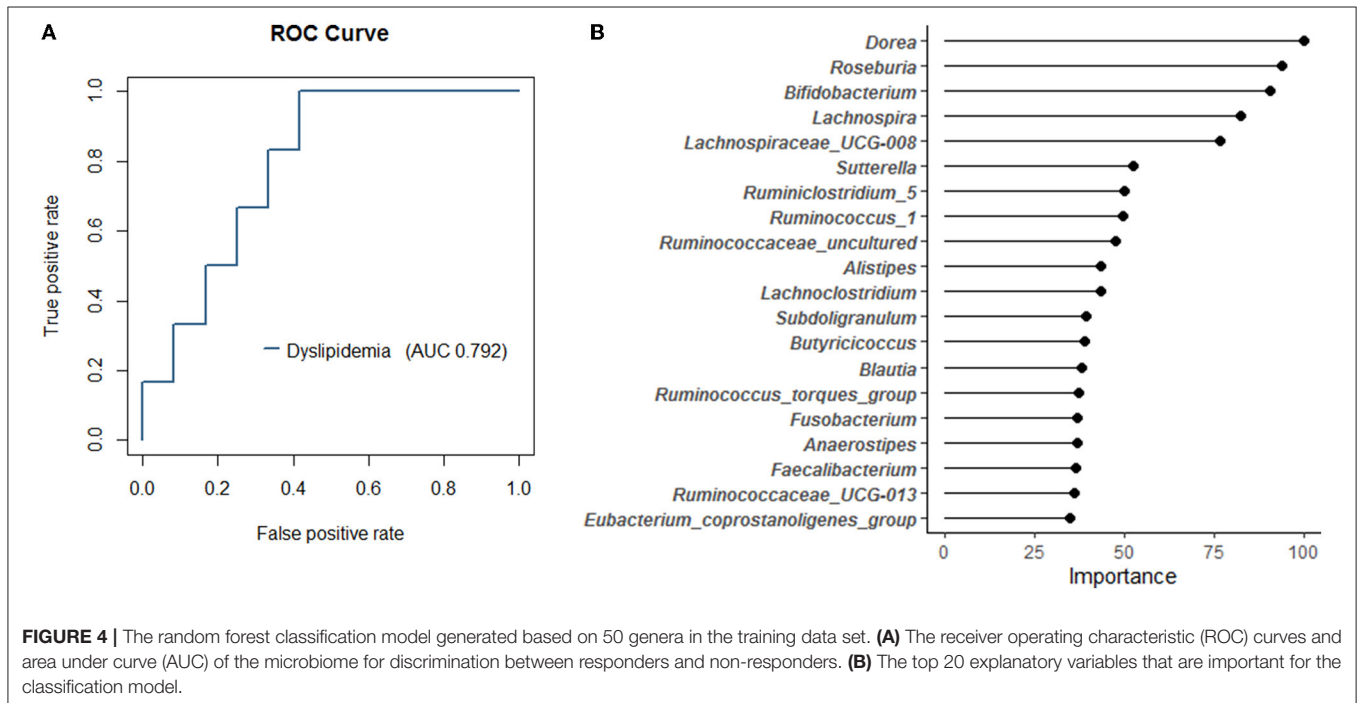 A
ROC Curve
True positive rate
1.0
0.8
0.6
0.4
0.2
0.0
Dyslipidemia (AUC 0.792)
0.0 0.2 0.4 0.6 0.8 1.0
False positive rate
B
Dorea
Roseburia
Bifidobacterium
Lachnospira
Lachnospiraceae_UCG-008
Sutterella
Ruminiclostridium_5
Ruminococcus_1
Ruminococcaceae_uncultured
Alistipes
Lachnoclostridium
Subdoligranulum
Butyricicoccus
Blautia
Ruminococcus_torques_group
Fusobacterium
Anaerostipes
Faecalibacterium
Ruminococcaceae_UCG-013
Eubacterium_coprostanoligenes_group
0 25 50 75 100
Importance
FIGURE 4 | The random forest classification model generated based on 50 genera in the training data set. (A) The receiver operating characteristic (ROC) curves and
area under curve (AUC) of the microbiome for discrimination between responders and non-responders. (B) The top 20 explanatory variables that are important for the
classification model.